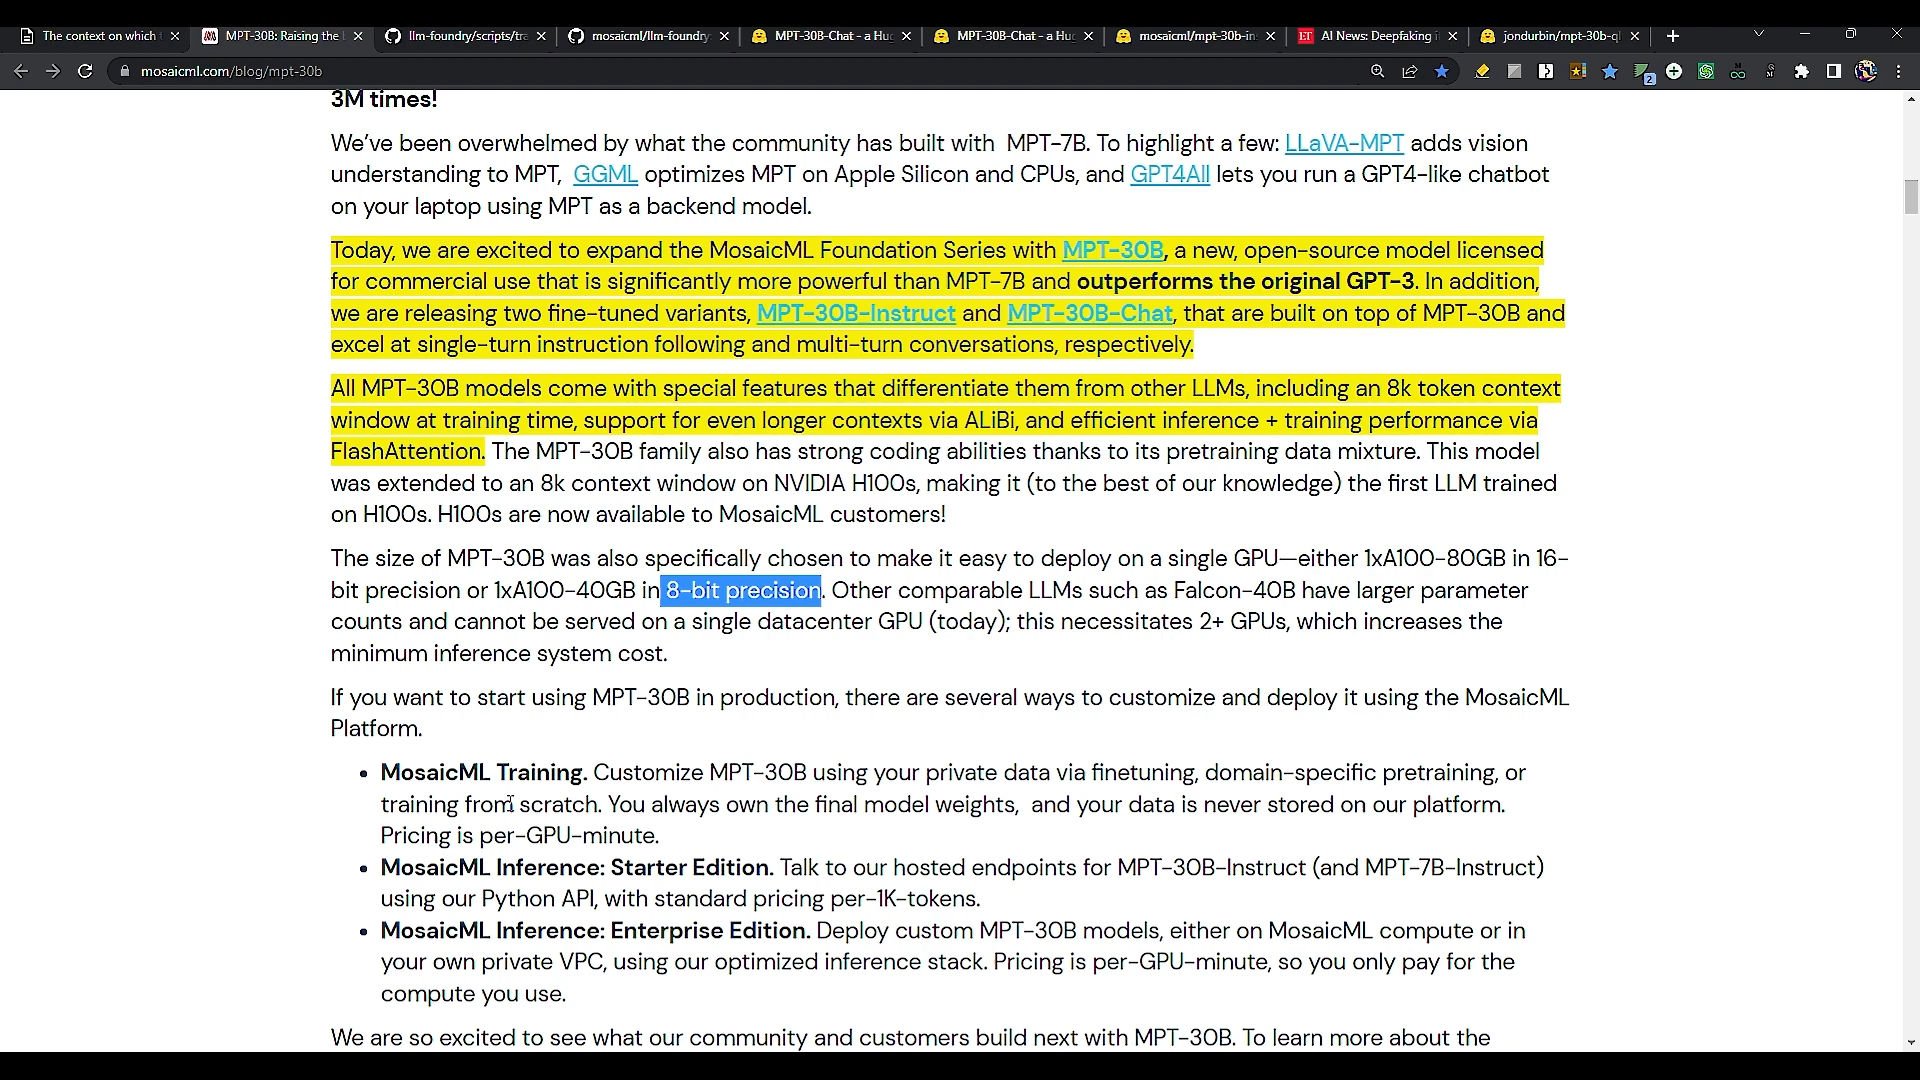 The context on which
MPT-30B: Raising the
llm-foundry/scripts/tra
mosaicml/llm-foundry
MPT-30B-Chat - a Hug
MPT-30B-Chat - a Hug
mosaicml/mpt-30b-in
ET AI News: Deepfaking i
jondurbin/mpt-30b-ql
mosaicml.com/blog/mpt-30b
2
3M times!
We’ve been overwhelmed by what the community has built with MPT-7B. To highlight a few: LLaVA-MPT adds vision
understanding to MPT, GGML optimizes MPT on Apple Silicon and CPUs, and GPT4All lets you run a GPT4-like chatbot
on your laptop using MPT as a backend model.
Today, we are excited to expand the MosaicML Foundation Series with MPT-30B, a new, open-source model licensed
for commercial use that is significantly more powerful than MPT-7B and outperforms the original GPT-3. In addition,
we are releasing two fine-tuned variants, MPT-30B-Instruct and MPT-30B-Chat, that are built on top of MPT-30B and
excel at single-turn instruction following and multi-turn conversations, respectively.
All MPT-30B models come with special features that differentiate them from other LLMs, including an 8k token context
window at training time, support for even longer contexts via ALiBi, and efficient inference + training performance via
FlashAttention. The MPT-30B family also has strong coding abilities thanks to its pretraining data mixture. This model
was extended to an 8k context window on NVIDIA H100s, making it (to the best of our knowledge) the first LLM trained
on H100s. H100s are now available to MosaicML customers!
The size of MPT-30B was also specifically chosen to make it easy to deploy on a single GPU—either 1xA100-80GB in 16-
bit precision or 1xA100-40GB in 8-bit precision. Other comparable LLMs such as Falcon-40B have larger parameter
counts and cannot be served on a single datacenter GPU (today); this necessitates 2+ GPUs, which increases the
minimum inference system cost.
If you want to start using MPT-30B in production, there are several ways to customize and deploy it using the MosaicML
Platform.
• MosaicML Training. Customize MPT-30B using your private data via finetuning, domain-specific pretraining, or
training from scratch. You always own the final model weights, and your data is never stored on our platform.
Pricing is per-GPU-minute.
• MosaicML Inference: Starter Edition. Talk to our hosted endpoints for MPT-30B-Instruct (and MPT-7B-Instruct)
using our Python API, with standard pricing per-1K-tokens.
• MosaicML Inference: Enterprise Edition. Deploy custom MPT-30B models, either on MosaicML compute or in
your own private VPC, using our optimized inference stack. Pricing is per-GPU-minute, so you only pay for the
compute you use.
We are so excited to see what our community and customers build next with MPT-30B. To learn more about the